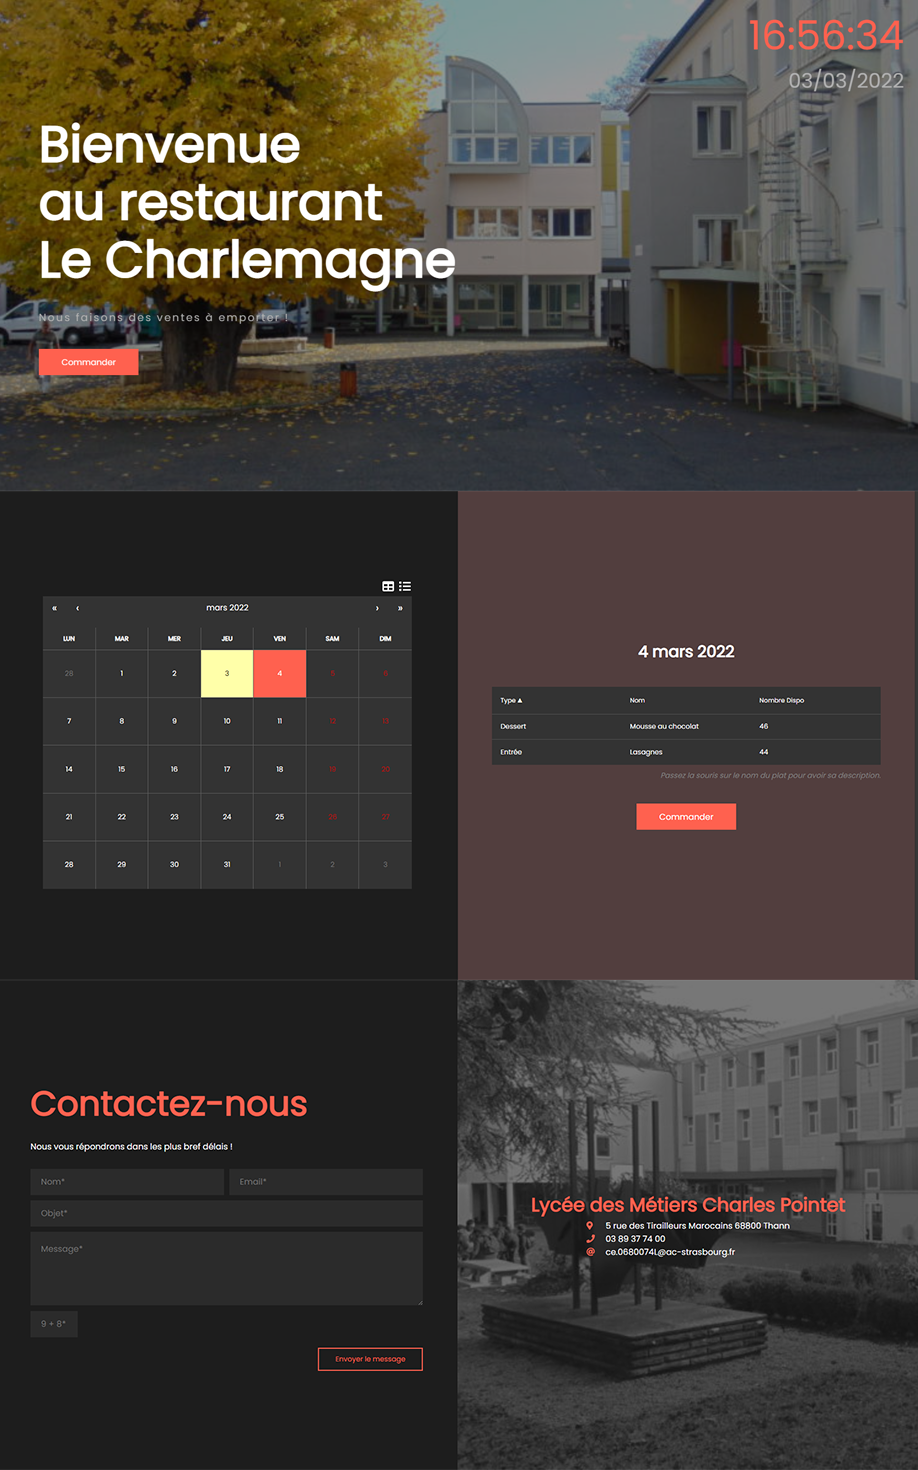 16:56:34
03/03/2022
Bienvenue
au restaurant
Le Charlemagne
Nous faisons des ventes à emporter !
Commander
« ‹ mars 2022 › »
LUN MAR MER JEU VEN SAM DIM
28 1 2 3 4 5 6
7 8 9 10 11 12 13
14 15 16 17 18 19 20
21 22 23 24 25 26 27
28 29 30 31 1 2 3
4 mars 2022
Type ▲ Nom Nombre Dispo
Dessert Mousse au chocolat 46
Entrée Lasagnes 44
Passez la souris sur le nom du plat pour avoir sa description.
Commander
Contactez-nous
Nous vous répondrons dans les plus bref délais !
Nom* Email*
Objet*
Message*
9 + 8*
Envoyer le message
Lycée des Métiers Charles Pointet
5 rue des Tirailleurs Marocains 68800 Thann
03 89 37 74 00
ce.0680074L@ac-strasbourg.fr